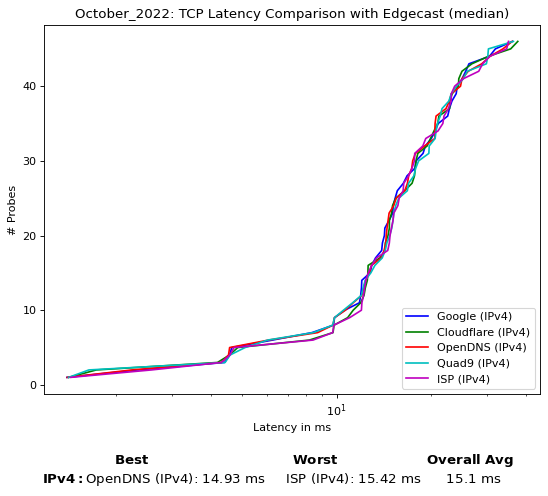 October_2022: TCP Latency Comparison with Edgecast (median)
# Probes
40
30
20
10
0
10^1
Latency in ms
Google (IPv4)
Cloudflare (IPv4)
OpenDNS (IPv4)
Quad9 (IPv4)
ISP (IPv4)
Best Worst Overall Avg
IPv4: OpenDNS (IPv4): 14.93 ms ISP (IPv4): 15.42 ms 15.1 ms